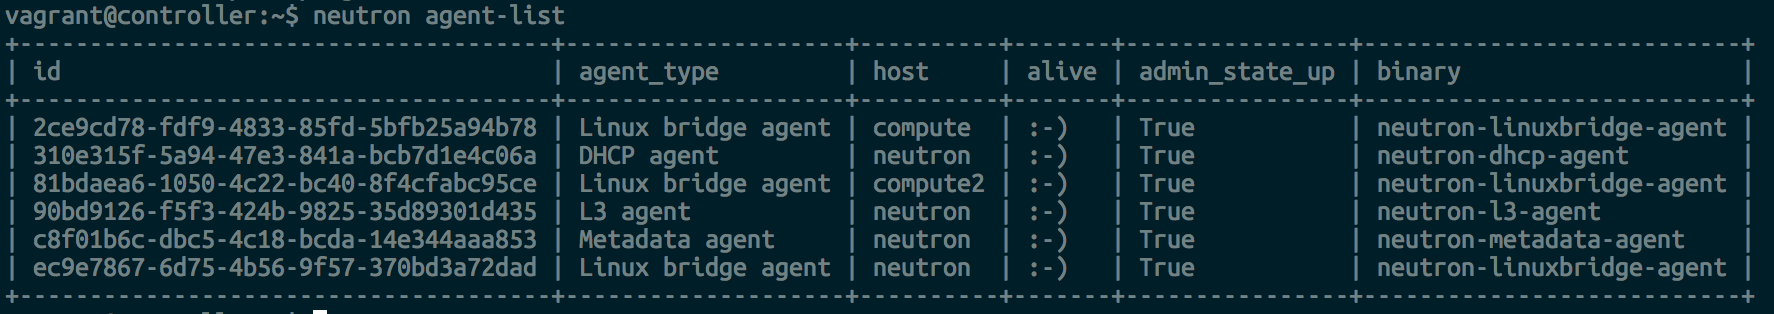 vagrant@controller:~$ neutron agent-list
+--------------------------------------+--------------------+----------+-------+----------------+---------------------------+
| id                                   | agent_type         | host     | alive | admin_state_up | binary                    |
+--------------------------------------+--------------------+----------+-------+----------------+---------------------------+
| 2ce9cd78-fdf9-4833-85fd-5bfb25a94b78 | Linux bridge agent | compute  | :-)   | True           | neutron-linuxbridge-agent |
| 310e315f-5a94-47e3-841a-bcb7d1e4c06a | DHCP agent         | neutron  | :-)   | True           | neutron-dhcp-agent        |
| 81bdaea6-1050-4c22-bc40-8f4cfabc95ce | Linux bridge agent | compute2 | :-)   | True           | neutron-linuxbridge-agent |
| 90bd9126-f5f3-424b-9825-35d89301d435 | L3 agent           | neutron  | :-)   | True           | neutron-l3-agent          |
| c8f01b6c-dbc5-4c18-bcda-14e344aaa853 | Metadata agent     | neutron  | :-)   | True           | neutron-metadata-agent    |
| ec9e7867-6d75-4b56-9f57-370bd3a72dad | Linux bridge agent | neutron  | :-)   | True           | neutron-linuxbridge-agent |
+--------------------------------------+--------------------+----------+-------+----------------+---------------------------+